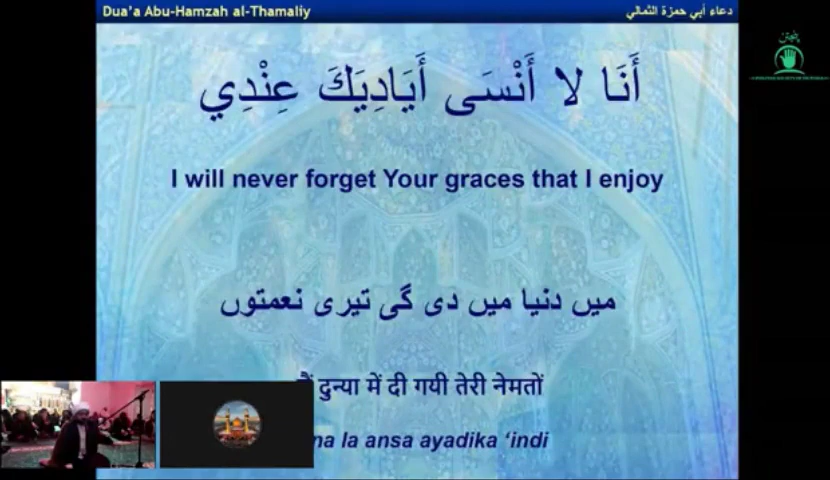 Dua'a Abu-Hamzah al-Thamaliy
دعاء أبي حمزة الثمالي
أَنَا لا أَنْسَى أَيَادِيَكَ عِنْدِي
I will never forget Your graces that I enjoy
میں دنیا میں دی گی تیری نعمتوں
दुन्या में दी गयी तेरी नेमतों
la ansa ayadika ‘indi